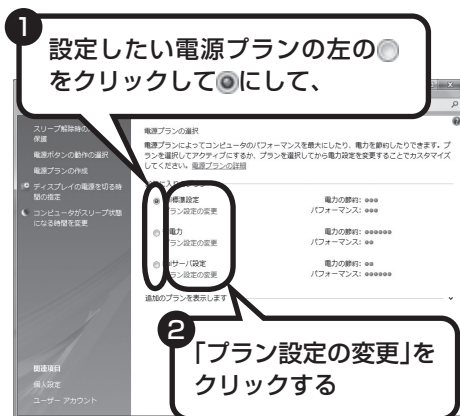 1
設定したい電源プランの左の
をクリックして にして、
スリープ解除時の
保護
電源ボタンの動作の選択
電源プランの作成
ディスプレイの電源を切る時
間の指定
コンピュータがスリープ状態
になる時間を変更
関連項目
個人設定
ユーザー アカウント
電源プランの選択
電源プランによってコンピュータのパフォーマンスを最大にしたり、電力を節約したりできます。プ
ランを選択してアクティブにするか、プランを選択してから電力設定を変更することでカスタマイズ
してください。電源プランの詳細
標準設定 電力の節約:
プラン設定の変更 パフォーマンス:
電力 電力の節約:
プラン設定の変更 パフォーマンス:
サーバ設定 電力の節約:
プラン設定の変更 パフォーマンス:
追加のプランを表示します
2
「プラン設定の変更」を
クリックする